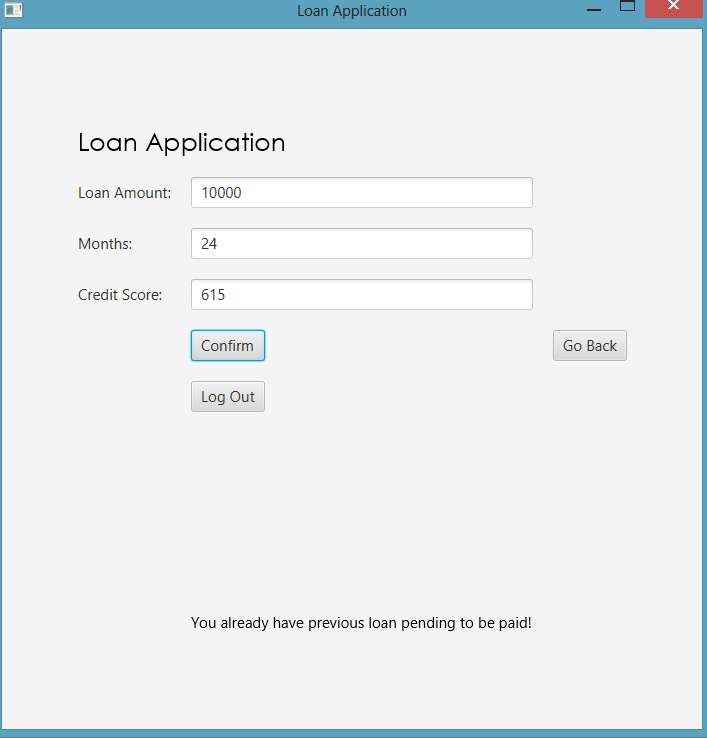 Loan Application
Loan Application
Loan Amount: 10000
Months: 24
Credit Score: 615
Confirm Go Back
Log Out
You already have previous loan pending to be paid!